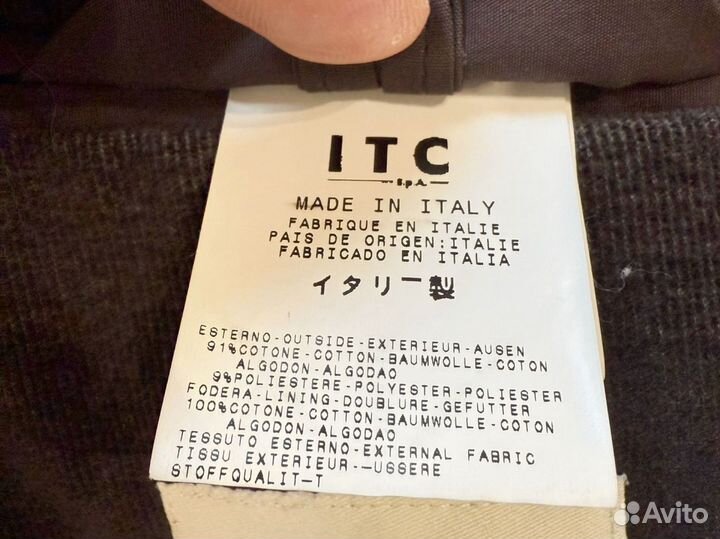 ITC
S.p.A.
MADE IN ITALY
FABRIQUE EN ITALIE
PAIS DE ORIGEN:ITALIE
FABRICADO EN ITALIA
イタリー製
ESTERNO-OUTSIDE-EXTERIEUR-AUSEN
91%COTONE-COTTON-BAUMWOLLE-COTON
ALGODON-ALGODAO
9%POLIESTERE-POLYESTER-POLIESTER
FODERA-LINING-DOUBLURE-GEFUTTER
100%COTONE-COTTON-BAUMWOLLE-COTON
ALGODON-ALGODAO
TESSUTO ESTERNO-EXTERNAL FABRIC
TISSU EXTERIEUR-—USSERE
STOFFQUALIT—T
Avito